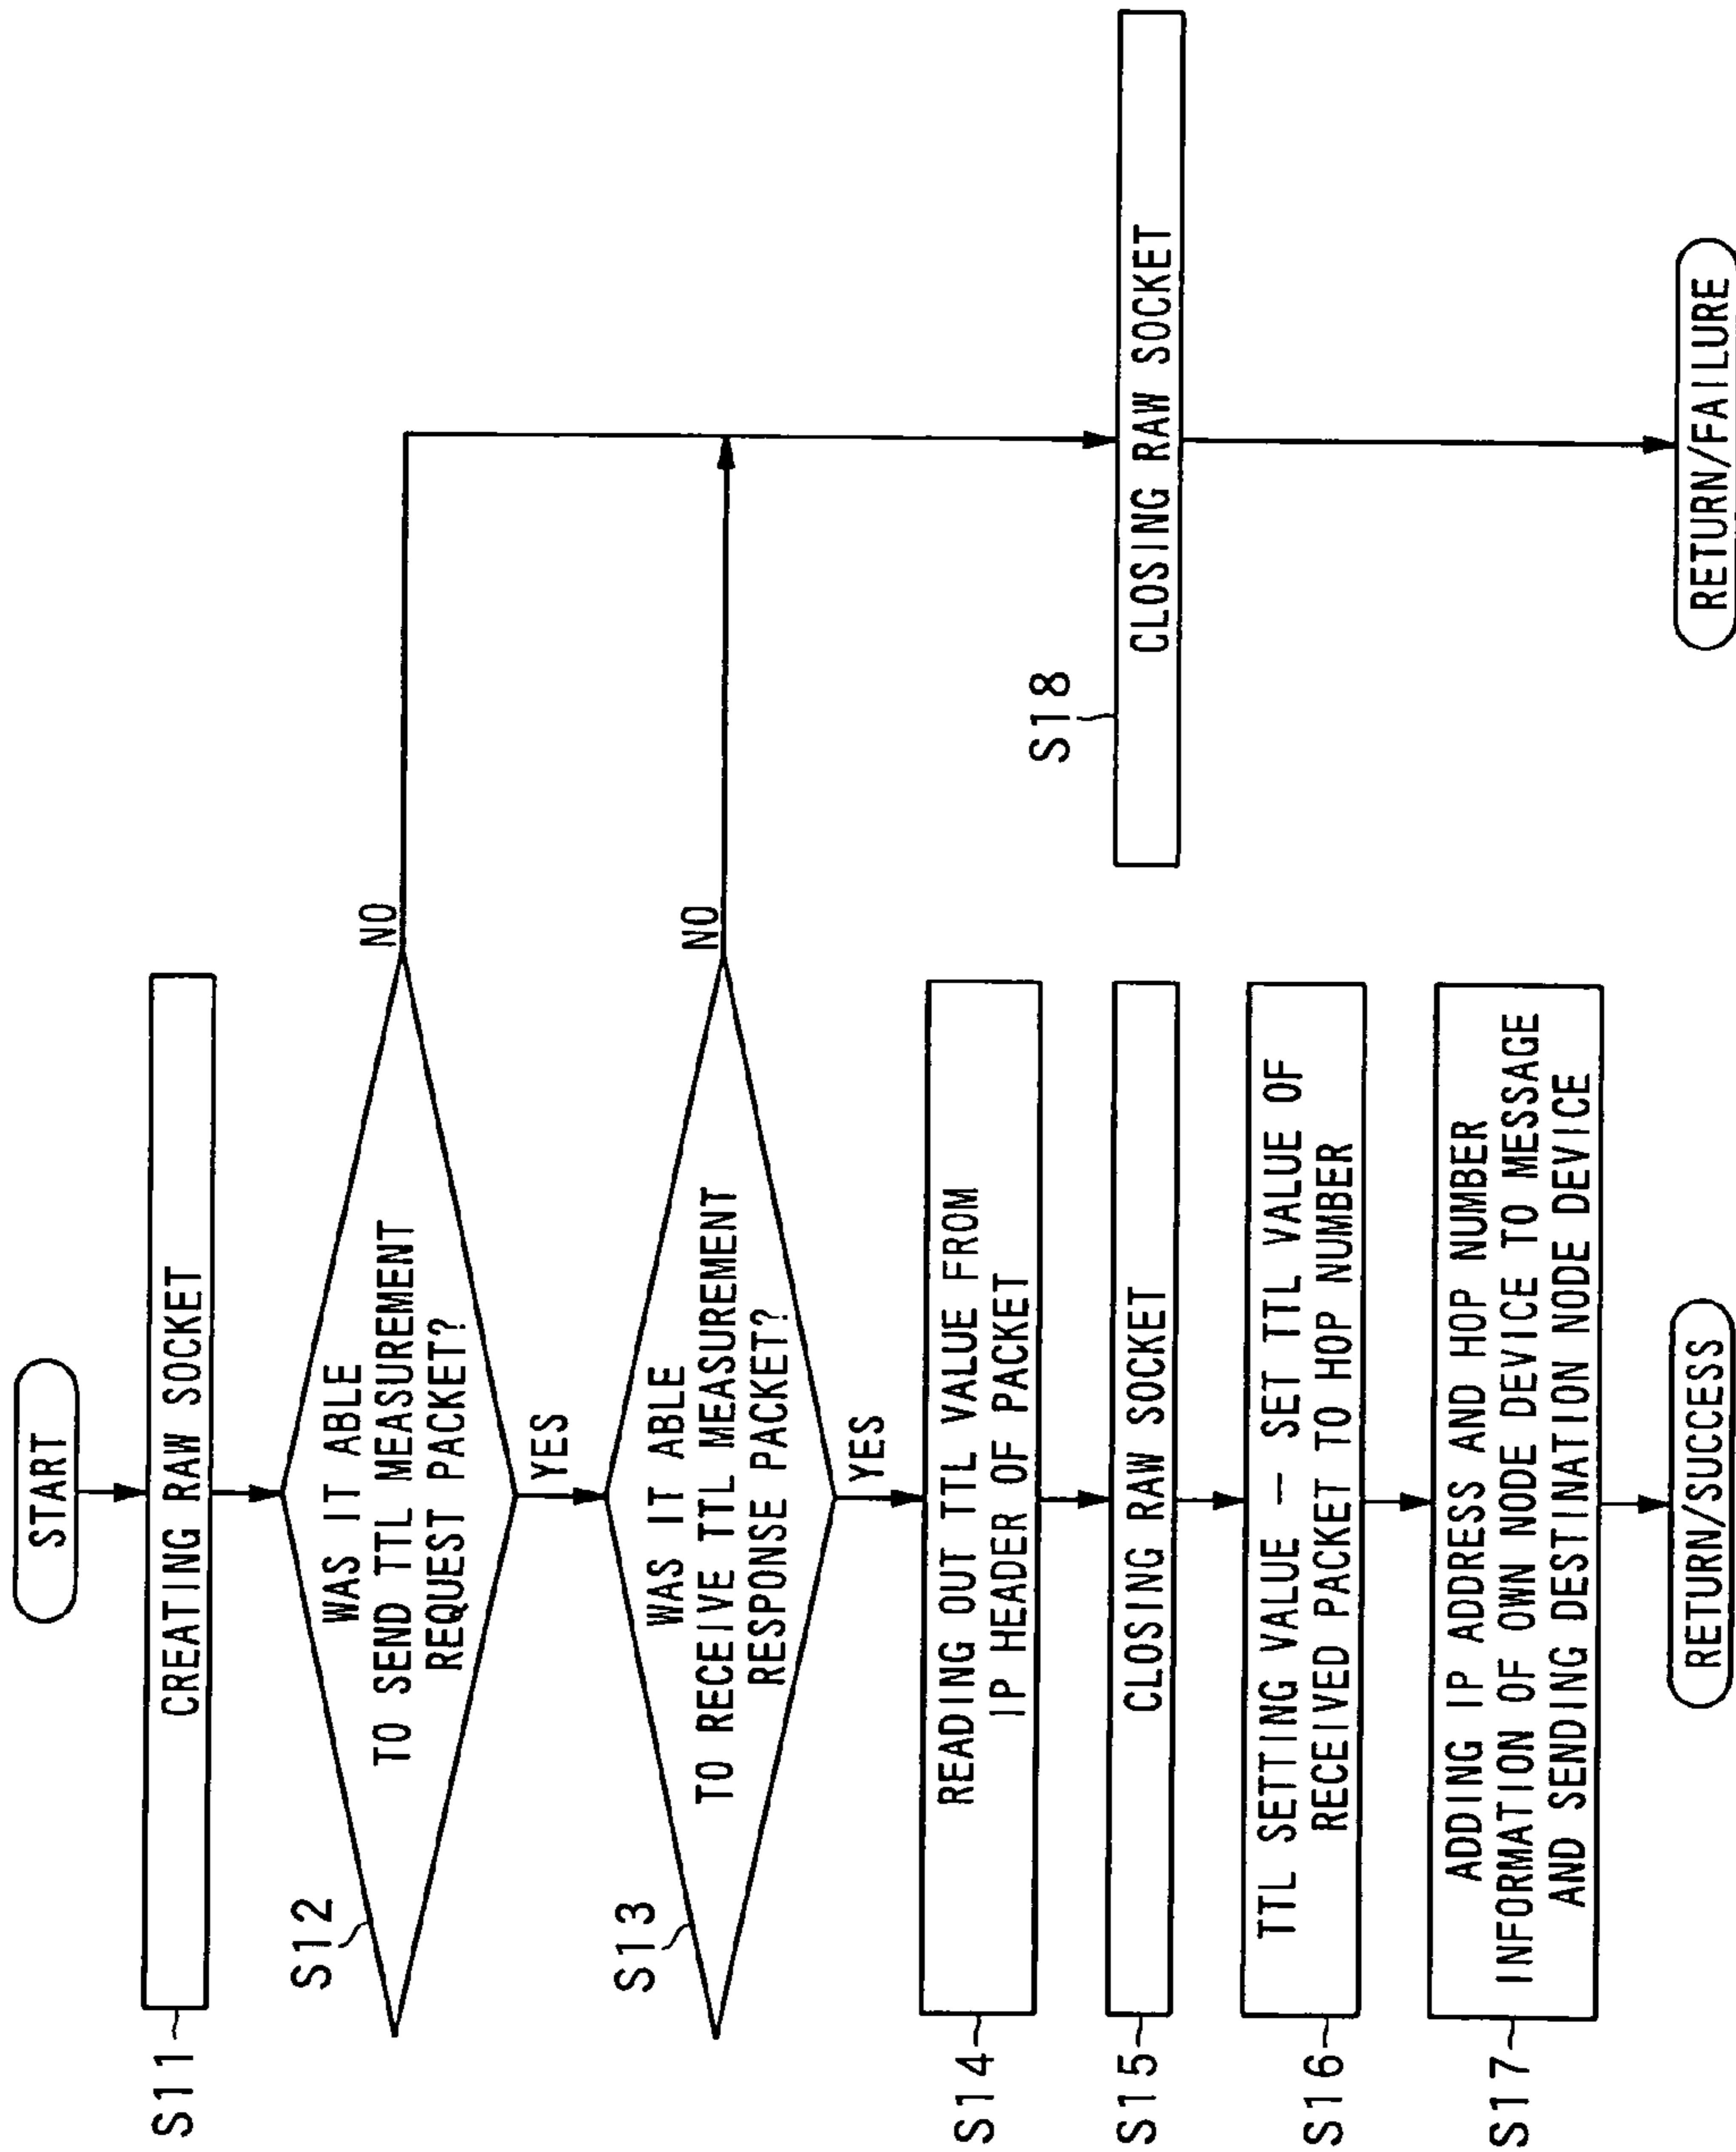 START
S11
CREATING RAW SOCKET
S12
WAS IT ABLE
TO SEND TTL MEASUREMENT
REQUEST PACKET?
NO
YES
S13
WAS IT ABLE
TO RECEIVE TTL MEASUREMENT
RESPONSE PACKET?
NO
YES
S14
READING OUT TTL VALUE FROM
IP HEADER OF PACKET
S15
CLOSING RAW SOCKET
S18
CLOSING RAW SOCKET
S16
TTL SETTING VALUE -- SET TTL VALUE OF
RECEIVED PACKET TO HOP NUMBER
S17
ADDING IP ADDRESS AND HOP NUMBER
INFORMATION OF OWN NODE DEVICE TO MESSAGE
AND SENDING DESTINATION NODE DEVICE
RETURN/SUCCESS
RETURN/FAILURE